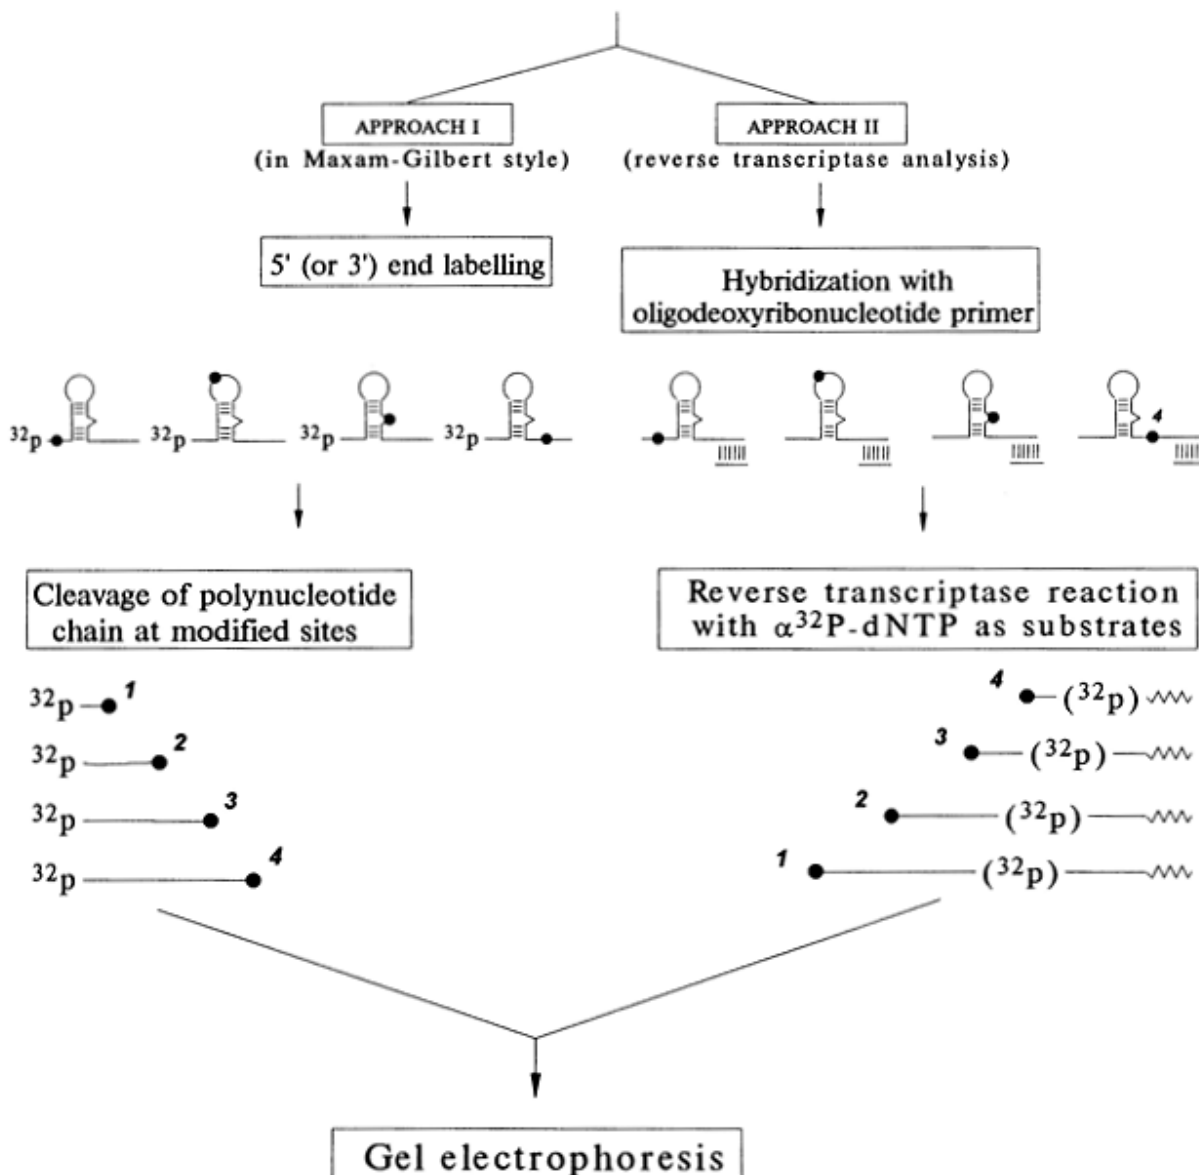 APPROACH I
(in Maxam-Gilbert style)
5' (or 3') end labelling
APPROACH II
(reverse transcriptase analysis)
Hybridization with
oligodeoxyribonucleotide primer
32p 32p 32p 32p
4
Cleavage of polynucleotide
chain at modified sites
32p 1
32p 2
32p 3
32p 4
Reverse transcriptase reaction
with α32P-dNTP as substrates
4 (32p)
3 (32p)
2 (32p)
1 (32p)
Gel electrophoresis